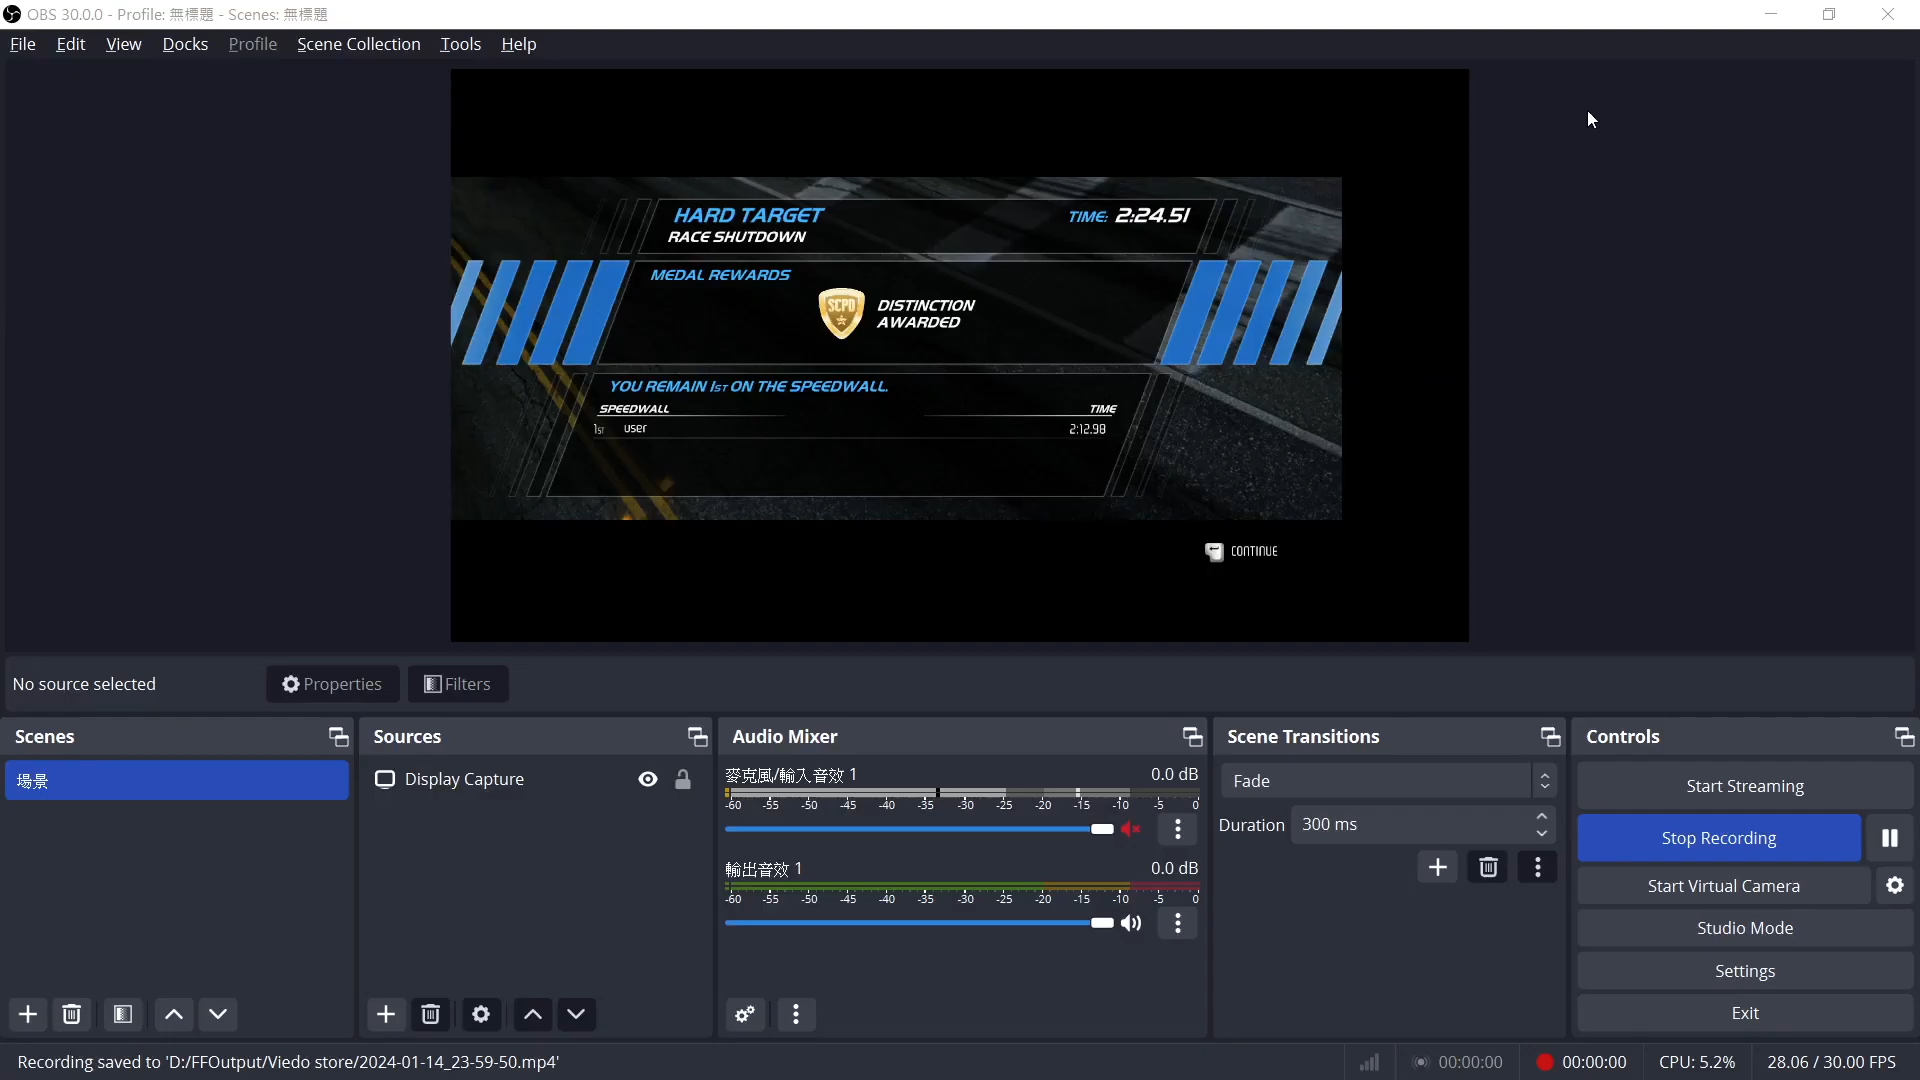 OBS 30.0.0 - Profile: 無標題 - Scenes: 無標題
File Edit View Docks Profile Scene Collection Tools Help
HARD TARGET TIME: 2:24.51
RACE SHUTDOWN
MEDAL REWARDS
SCPD
DISTINCTION
AWARDED
YOU REMAIN 1ST ON THE SPEEDWALL.
SPEEDWALL TIME
1ST user 2:12.98
CONTINUE
No source selected Properties Filters
Scenes Sources Audio Mixer Scene Transitions Controls
場景
Display Capture
麥克風/輸入音效 1 0.0 dB
-60 -55 -50 -45 -40 -35 -30 -25 -20 -15 -10 -5 0
輸出音效 1 0.0 dB
-60 -55 -50 -45 -40 -35 -30 -25 -20 -15 -10 -5 0
Fade
Duration 300 ms
Start Streaming
Stop Recording
Start Virtual Camera
Studio Mode
Settings
Exit
Recording saved to 'D:/FFOutput/Viedo store/2024-01-14_23-59-50.mp4' 00:00:00 00:00:00 CPU: 5.2% 28.06 / 30.00 FPS